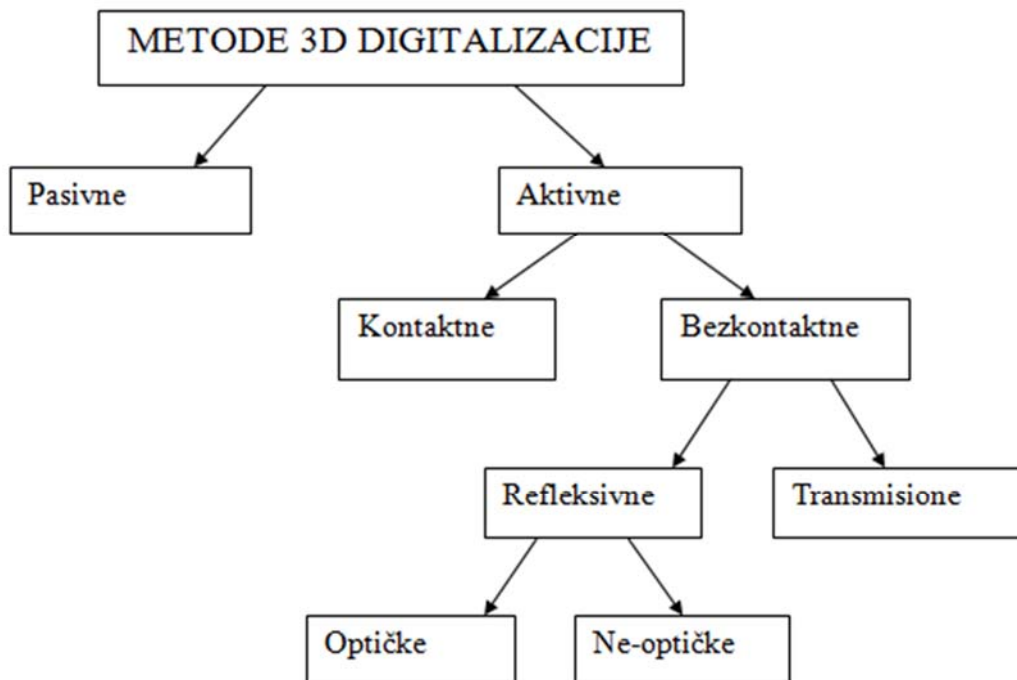 METODE 3D DIGITALIZACIJE
Pasivne
Aktivne
Kontaktne
Bezkontaktne
Refleksivne
Transmisione
Optičke
Ne-optičke